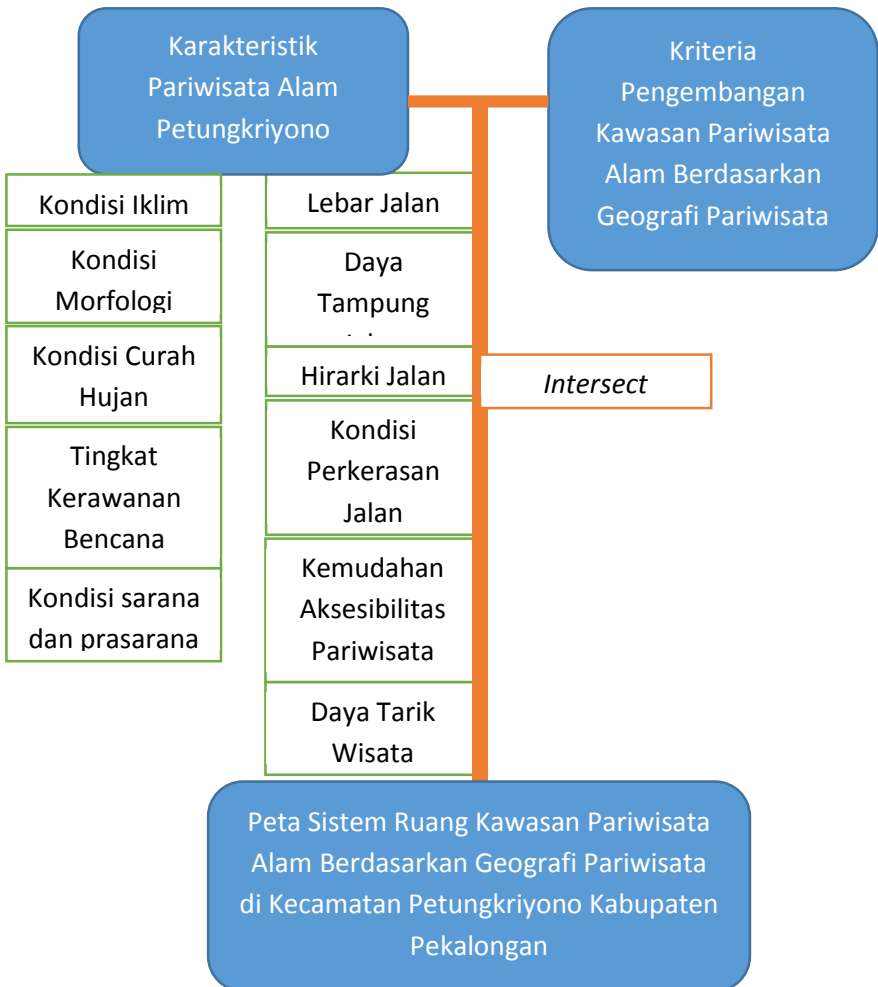 Karakteristik
Pariwisata Alam
Petungkriyono
Kriteria
Pengembangan
Kawasan Pariwisata
Alam Berdasarkan
Geografi Pariwisata
Kondisi Iklim
Kondisi
Morfologi
Kondisi Curah
Hujan
Tingkat
Kerawanan
Bencana
Kondisi sarana
dan prasarana
Lebar Jalan
Daya
Tampung
Hirarki Jalan
Kondisi
Perkerasan
Jalan
Kemudahan
Aksesibilitas
Pariwisata
Daya Tarik
Wisata
Intersect
Peta Sistem Ruang Kawasan Pariwisata
Alam Berdasarkan Geografi Pariwisata
di Kecamatan Petungkriyono Kabupaten
Pekalongan